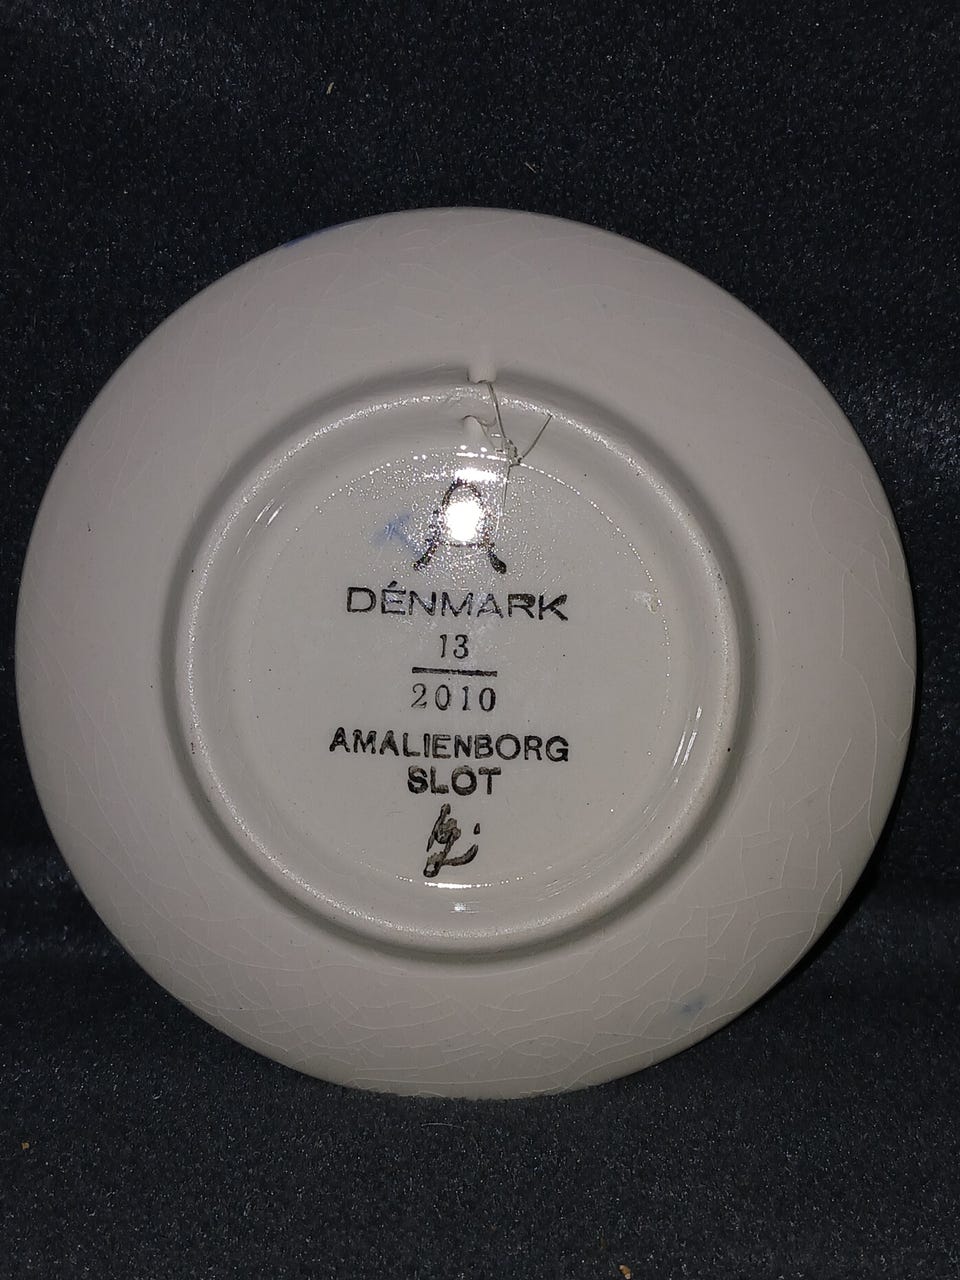 DÉNMARK
13
2010
AMALIENBORG
SLOT